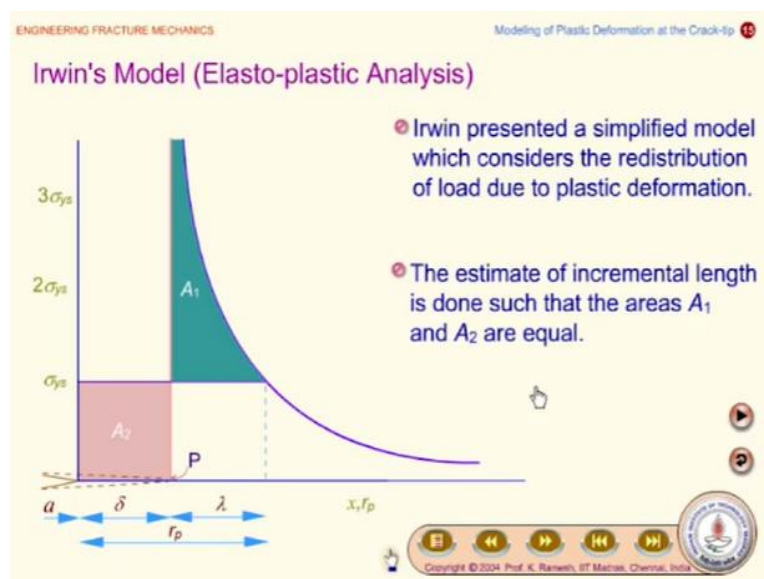 ENGINEERING FRACTURE MECHANICS
Modeling of Plastic Deformation at the Crack-tip 15
Irwin's Model (Elasto-plastic Analysis)
Irwin presented a simplified model
which considers the redistribution
of load due to plastic deformation.
The estimate of incremental length
is done such that the areas A₁
and A₂ are equal.
3σys
2σys
σys
A₁
A₂
P
a
δ
λ
x,rp
rp
Copyright © 2004 Prof. K. Ramesh, IIT Madras, Chennai, India